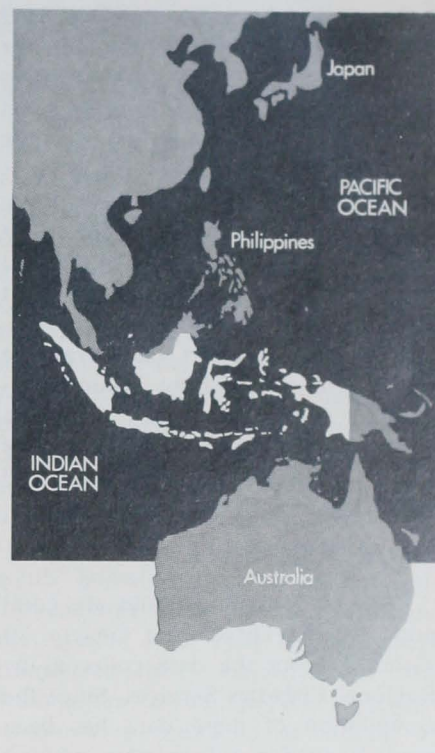 Japan
PACIFIC
OCEAN
Philippines
INDIAN
OCEAN
Australia